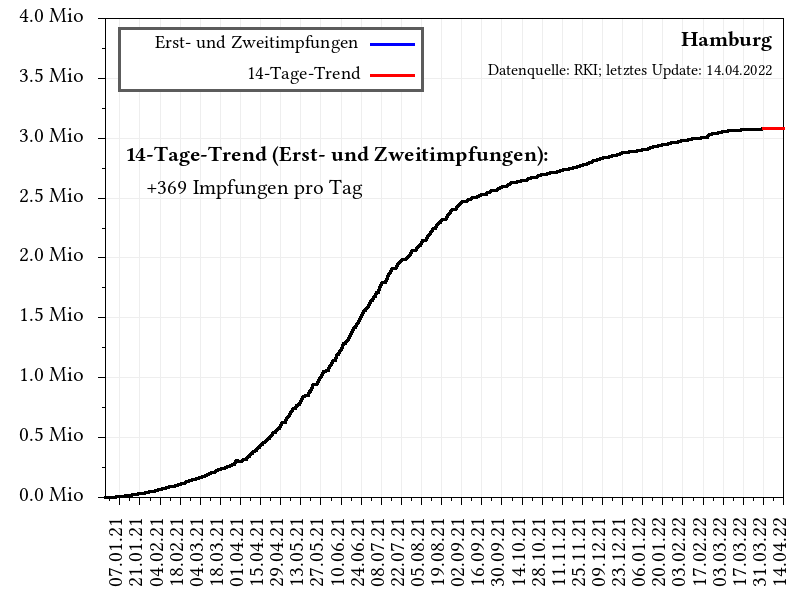 4.0 Mio
3.5 Mio
3.0 Mio
2.5 Mio
2.0 Mio
1.5 Mio
1.0 Mio
0.5 Mio
0.0 Mio
Erst- und Zweitimpfungen
14-Tage-Trend
Hamburg
Datenquelle: RKI; letztes Update: 14.04.2022
14-Tage-Trend (Erst- und Zweitimpfungen):
+369 Impfungen pro Tag
07.01.21
21.01.21
04.02.21
18.02.21
04.03.21
18.03.21
01.04.21
15.04.21
29.04.21
13.05.21
27.05.21
10.06.21
24.06.21
08.07.21
22.07.21
05.08.21
19.08.21
02.09.21
16.09.21
30.09.21
14.10.21
28.10.21
11.11.21
25.11.21
09.12.21
23.12.21
06.01.22
20.01.22
03.02.22
17.02.22
03.03.22
17.03.22
31.03.22
14.04.22